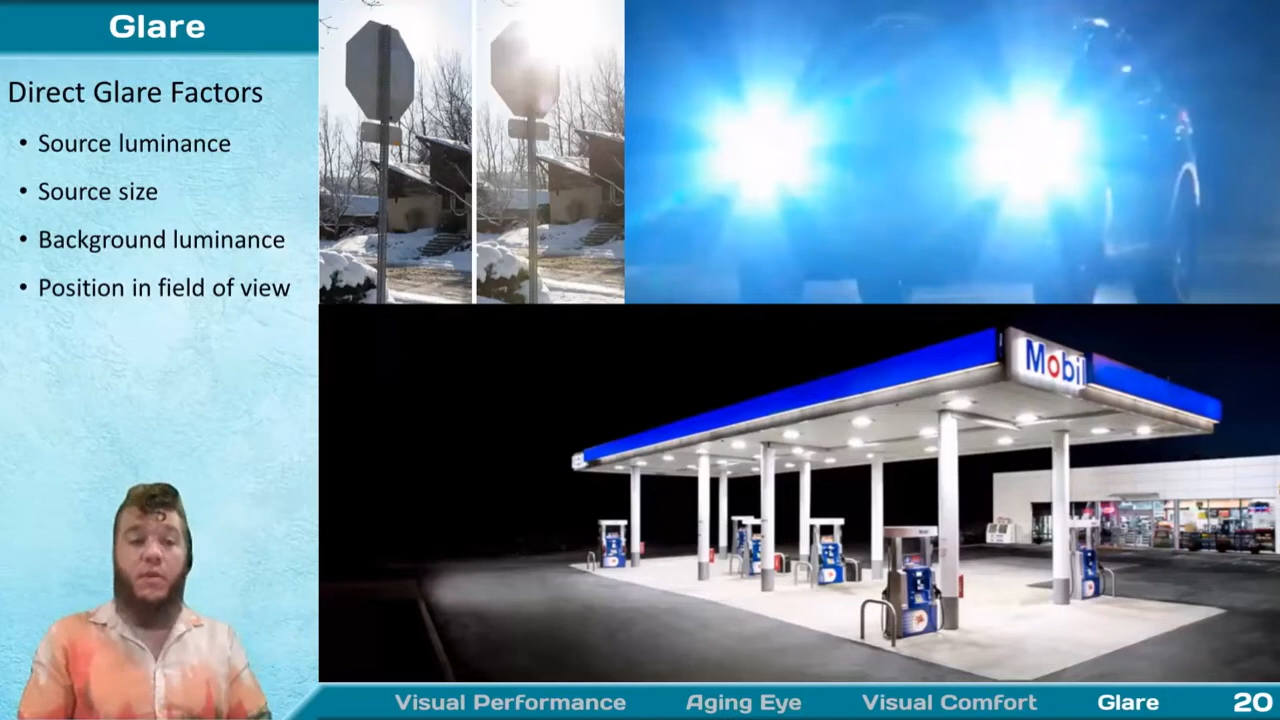 Glare
Direct Glare Factors
• Source luminance
• Source size
• Background luminance
• Position in field of view
Mobil
Visual Performance
Aging Eye
Visual Comfort
Glare
20